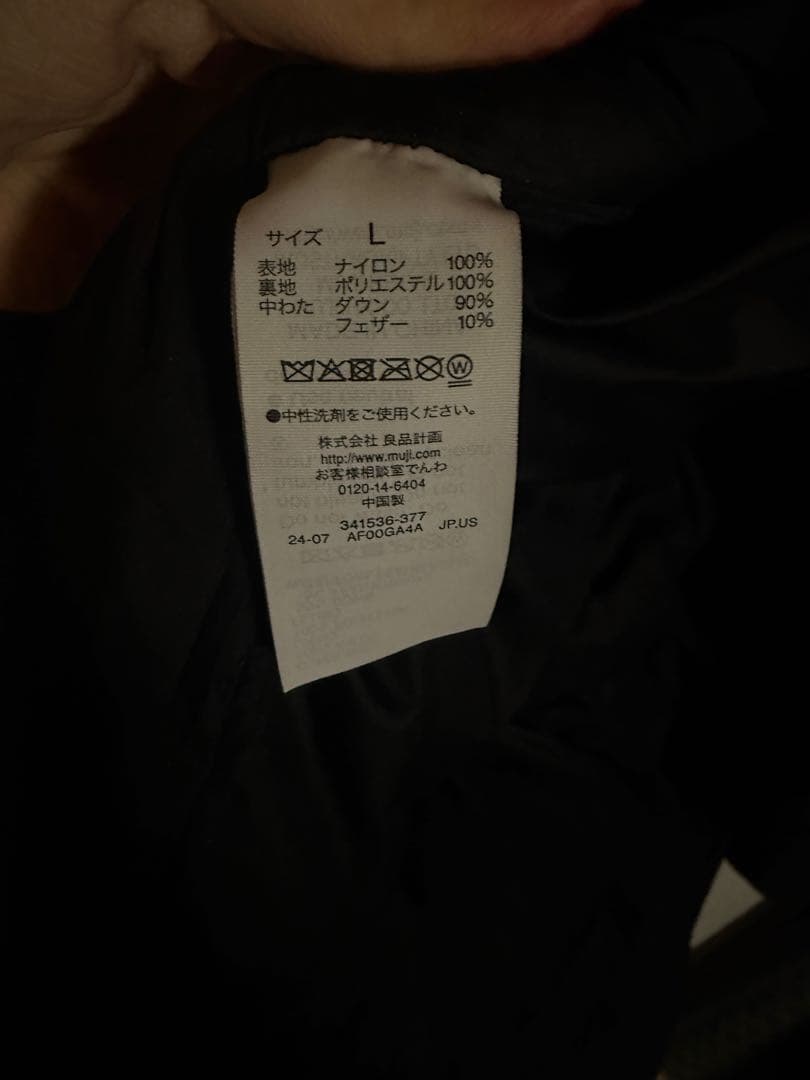 サイズ L
表地 ナイロン 100%
裏地 ポリエステル 100%
中わた ダウン 90%
フェザー 10%
W
●中性洗剤をご使用ください。
株式会社 良品計画
http://www.muji.com
お客様相談室でんわ
0120-14-6404
中国製
341536-377
24-07 AF00GA4A JP.US